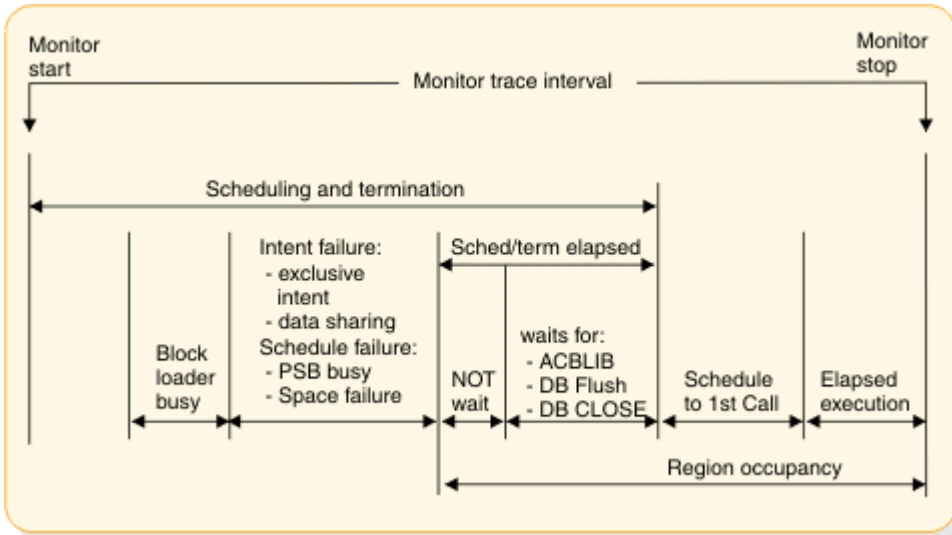 Monitor
start
Monitor
stop
Monitor trace interval
Scheduling and termination
Intent failure:
- exclusive
intent
- data sharing
Schedule failure:
- PSB busy
- Space failure
Sched/term elapsed
Block
loader
busy
NOT
wait
waits for:
- ACBLIB
- DB Flush
- DB CLOSE
Schedule
to 1st Call
Elapsed
execution
Region occupancy